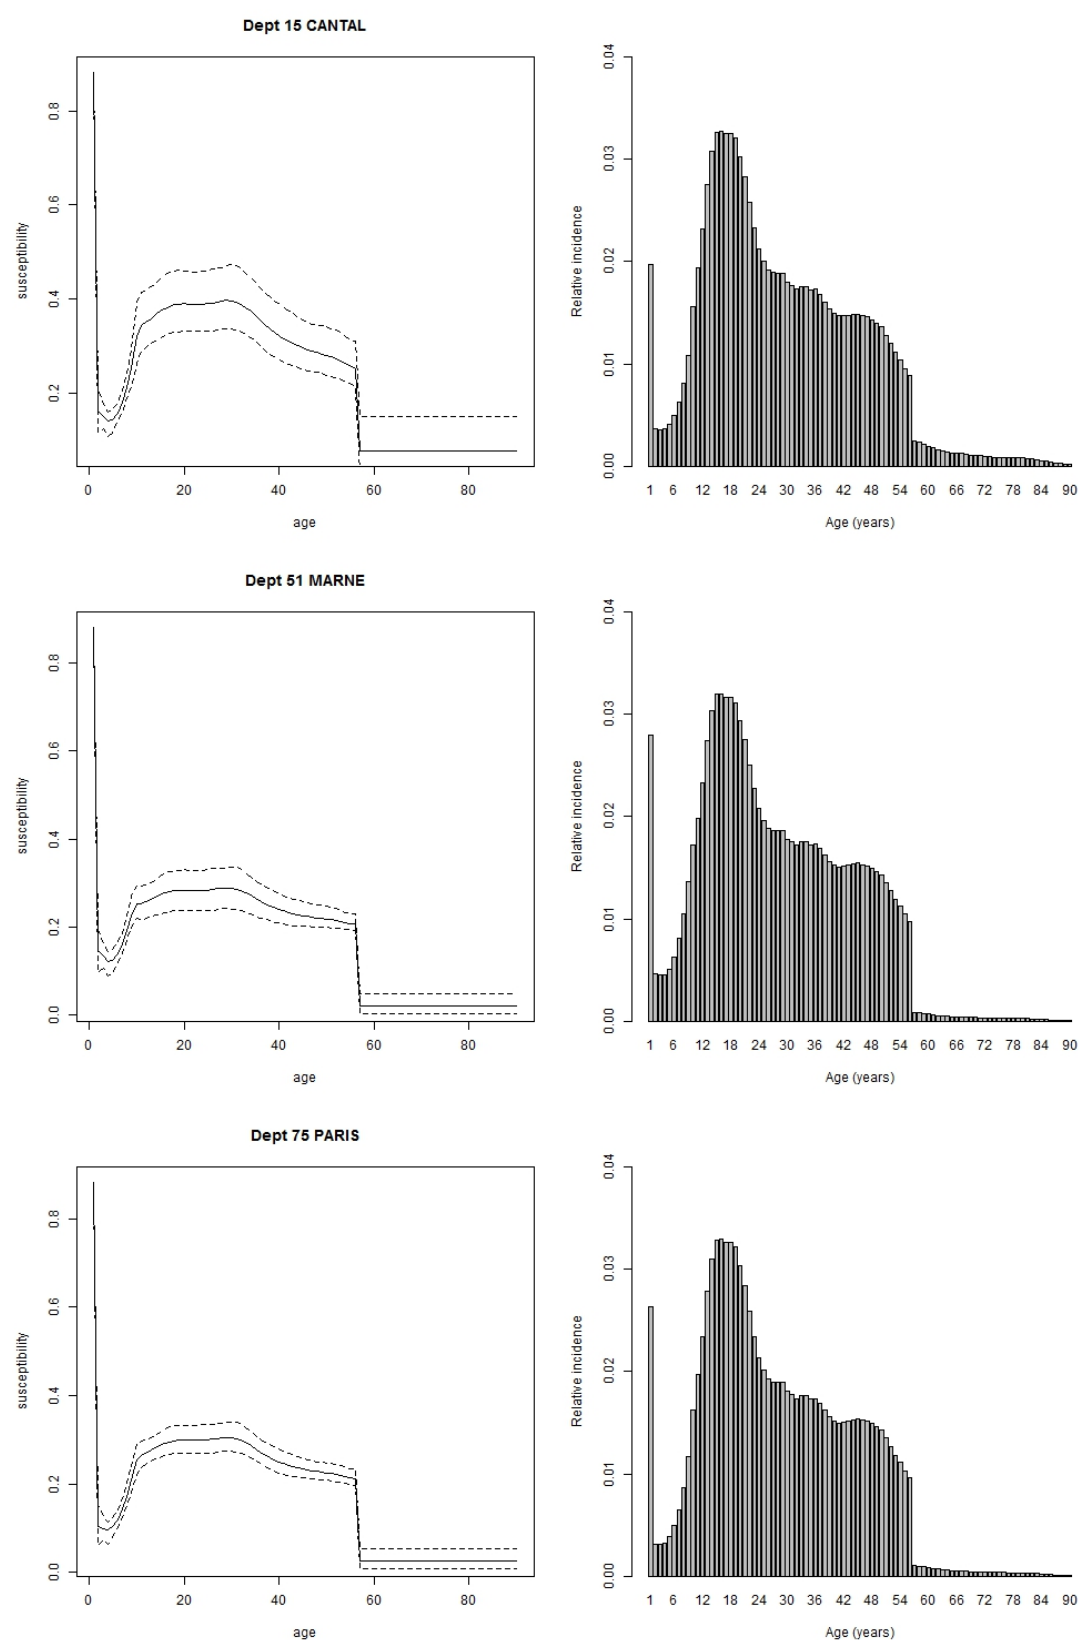 Dept 15 CANTAL
susceptibility
0.2 0.4 0.6 0.8
0 20 40 60 80
age
Relative incidence
0.00 0.01 0.02 0.03 0.04
1 6 12 18 24 30 36 42 48 54 60 66 72 78 84 90
Age (years)
Dept 51 MARNE
susceptibility
0.0 0.2 0.4 0.6 0.8
0 20 40 60 80
age
Relative incidence
0.00 0.01 0.02 0.03 0.04
1 6 12 18 24 30 36 42 48 54 60 66 72 78 84 90
Age (years)
Dept 75 PARIS
susceptibility
0.0 0.2 0.4 0.6 0.8
0 20 40 60 80
age
Relative incidence
0.00 0.01 0.02 0.03 0.04
1 6 12 18 24 30 36 42 48 54 60 66 72 78 84 90
Age (years)